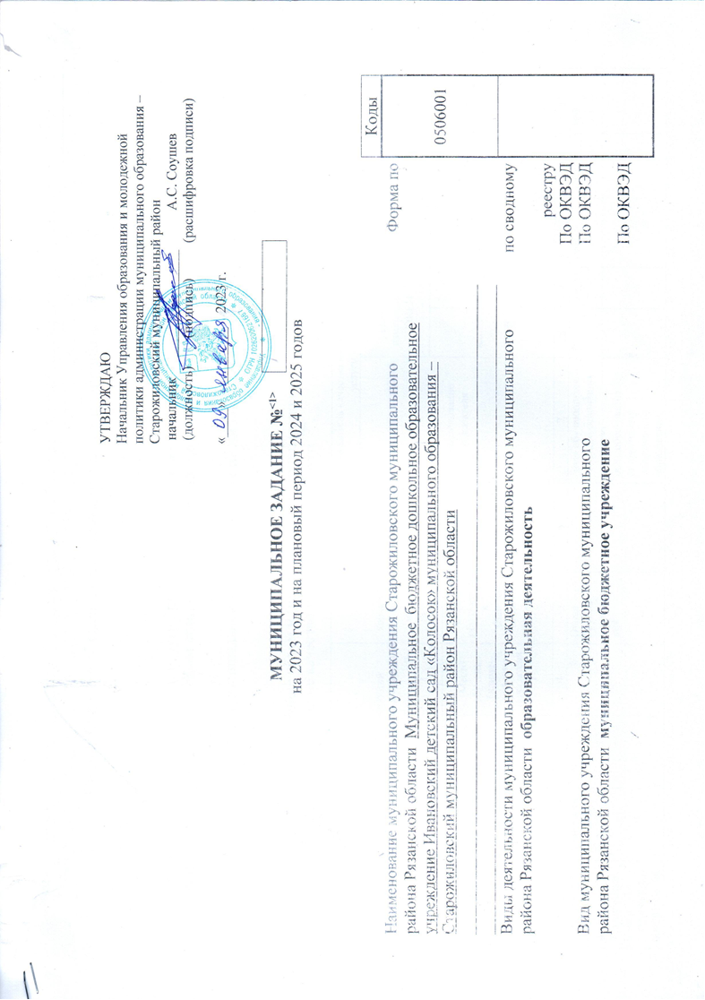 УТВЕРЖДАЮ
Начальник Управления образования и молодежной
политики администрации муниципального образования –
Старожиловский муниципальный район
начальник А.С. Соушев
(должность) (подпись) (расшифровка подписи)
« 09 » января 2023 г.
МУНИЦИПАЛЬНОЕ ЗАДАНИЕ №<1>
на 2023 год и на плановый период 2024 и 2025 годов
Коды
Наименование муниципального учреждения Старожиловского муниципального Форма по
района Рязанской области Муниципальное бюджетное дошкольное образовательное 0506001
учреждение Ивановский детский сад «Колосок» муниципального образования –
Старожиловский муниципальный район Рязанской области
Виды деятельности муниципального учреждения Старожиловского муниципального по сводному
района Рязанской области образовательная деятельность
реестру
По ОКВЭД
Вид муниципального учреждения Старожиловского муниципального По ОКВЭД
района Рязанской области муниципальное бюджетное учреждение
По ОКВЭД